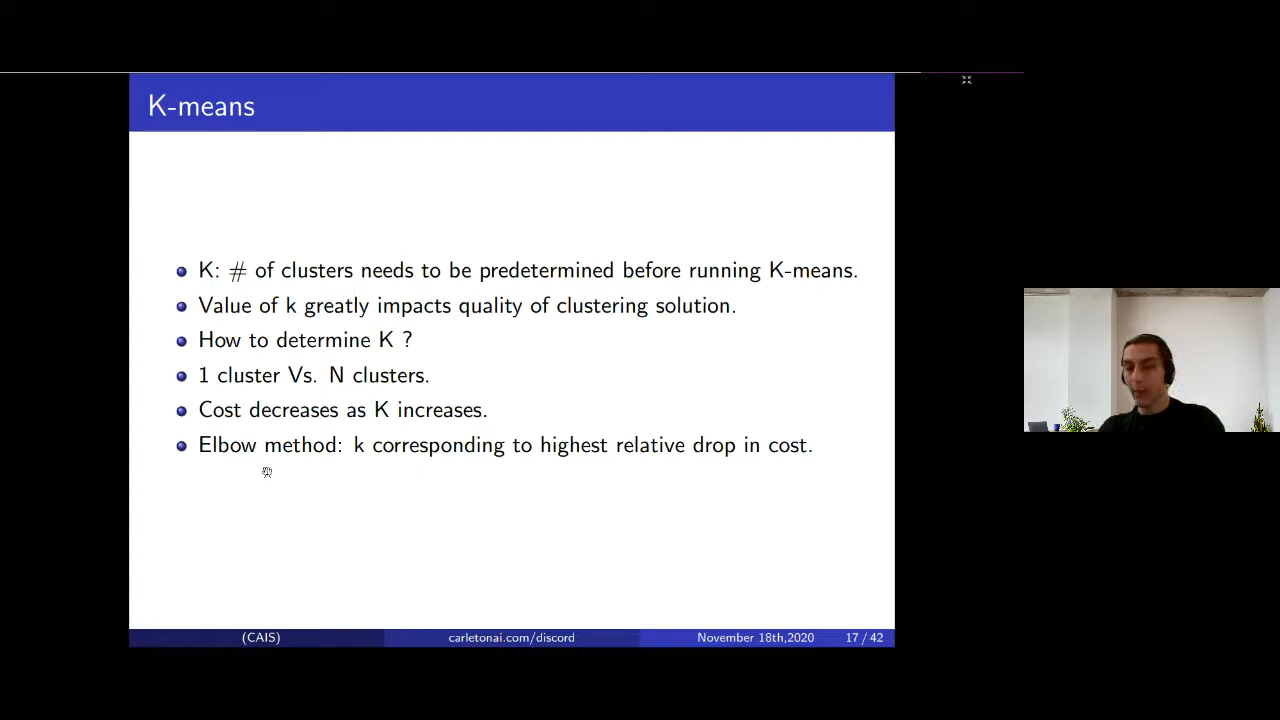 K-means
K: # of clusters needs to be predetermined before running K-means.
Value of k greatly impacts quality of clustering solution.
How to determine K ?
1 cluster Vs. N clusters.
Cost decreases as K increases.
Elbow method: k corresponding to highest relative drop in cost.
(CAIS) carletonai.com/discord November 18th,2020 17 / 42